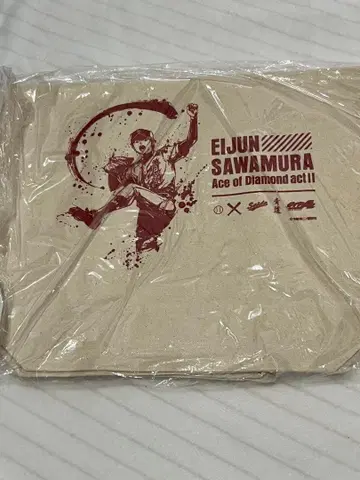 EIJUN
SAWAMURA
Ace of Diamond act II